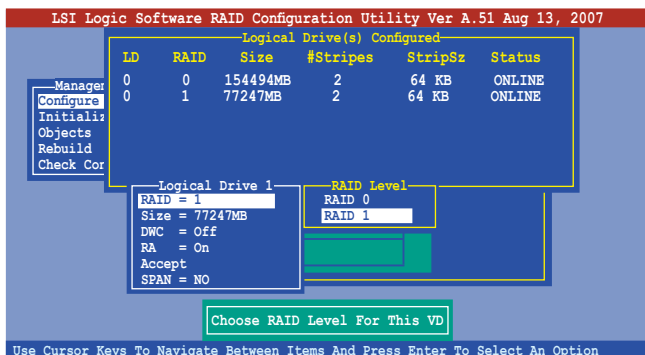 LSI Logic Software RAID Configuration Utility Ver A.51 Aug 13, 2007
Logical Drive(s) Configured
LD RAID Size #Stripes StripSz Status
0 0 154494MB 2 64 KB ONLINE
0 1 77247MB 2 64 KB ONLINE
Managem
Configure
Initializ
Objects
Rebuild
Check Con
Logical Drive 1
RAID = 1
Size = 77247MB
DWC = Off
RA = On
Accept
SPAN = NO
RAID Level
RAID 0
RAID 1
Choose RAID Level For This VD
Use Cursor Keys To Navigate Between Items And Press Enter To Select An Option